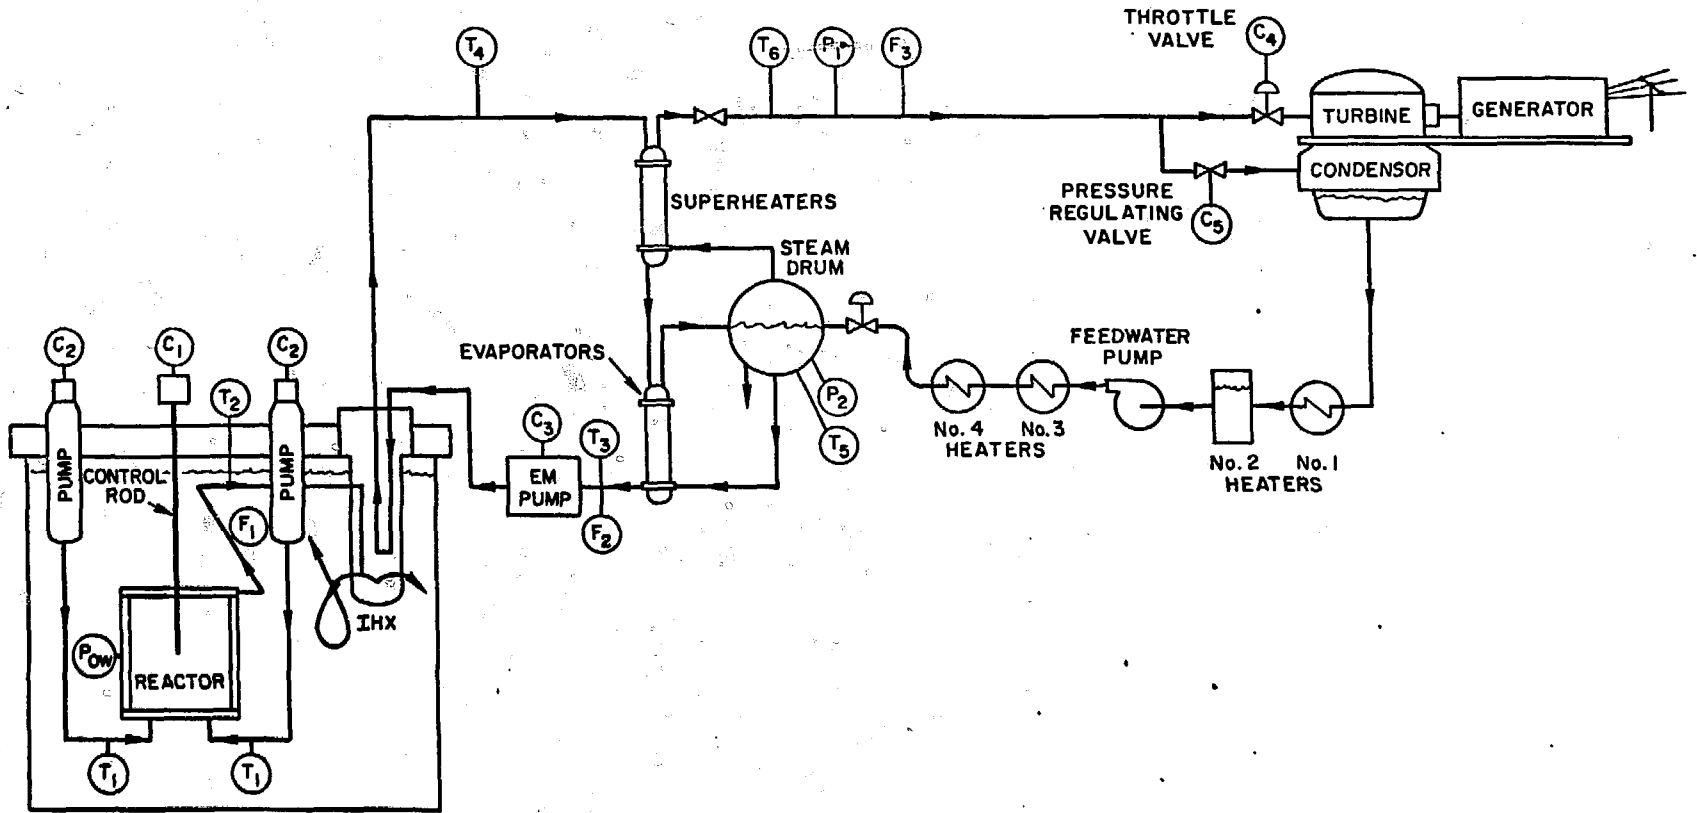 THROTTLE
VALVE
C4
T4
T6
P1
F3
TURBINE
GENERATOR
CONDENSOR
PRESSURE
REGULATING
VALVE
C5
SUPERHEATERS
STEAM
DRUM
EVAPORATORS
FEEDWATER
PUMP
P2
T5
No. 4
No. 3
HEATERS
No. 2
No. 1
HEATERS
C2
C1
C2
T2
C3
T3
EM
PUMP
F2
PUMP
CONTROL
ROD
PUMP
F1
IHX
POW
REACTOR
T1
T1